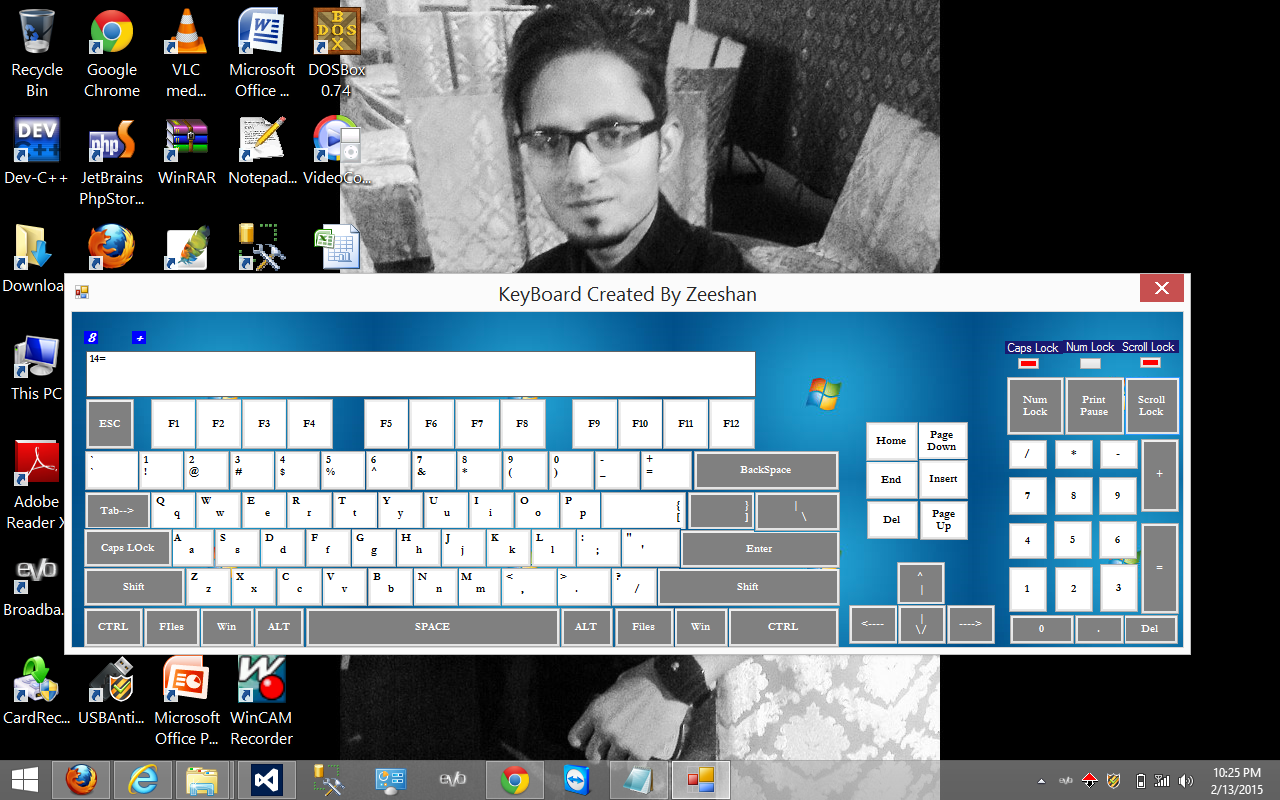 Recycle Bin
Google Chrome
VLC med...
Microsoft Office ...
DOSBox 0.74
Dev-C++
JetBrains PhpStor...
WinRAR
Notepad...
VideoCo...
Downloa
This PC
Adobe Reader X
Broadba.
KeyBoard Created By Zeeshan
8 +
14=
Caps Lock Num Lock Scroll Lock
ESC F1 F2 F3 F4 F5 F6 F7 F8 F9 F10 F11 F12
` 1 2 3 4 5 6 7 8 9 0 - + BackSpace
` ! @ # $ % ^ & * ( ) _ =
Tab--> Q q W w E e R r T t Y y U u I i O o P p { [ } ] | \
Caps LOck A a S s D d F f G g H h J j K k L l : ; " ' Enter
Shift Z z X x C c V v B b N n M m < , > . ? / Shift
CTRL FIles Win ALT SPACE ALT Files Win CTRL
Home Page Down
End Insert
Del Page Up
^
|
<---- | \/ ---->
Num Lock Print Pause Scroll Lock
/ * - +
7 8 9
4 5 6 =
1 2 3
0 . Del
CardRec...
USBAnti...
Microsoft Office P...
WinCAM Recorder
evo
10:25 PM
2/13/2015